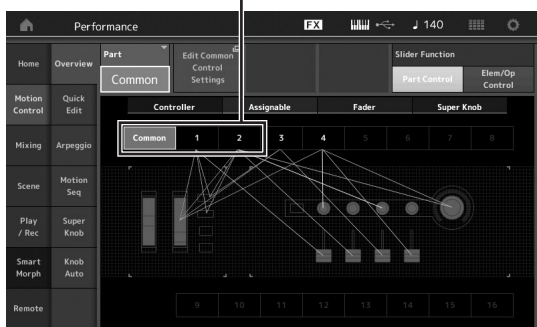 Performance FX ♩ 140
Home Overview Part Edit Common Control Settings Slider Function
Common Part Control Elem/Op Control
Motion Control Quick Edit Controller Assignable Fader Super Knob
Mixing Arpeggio Common 1 2 3 4 5 6 7 8
Scene Motion Seq
Play / Rec Super Knob
Smart Morph Knob Auto
Remote 9 10 11 12 13 14 15 16